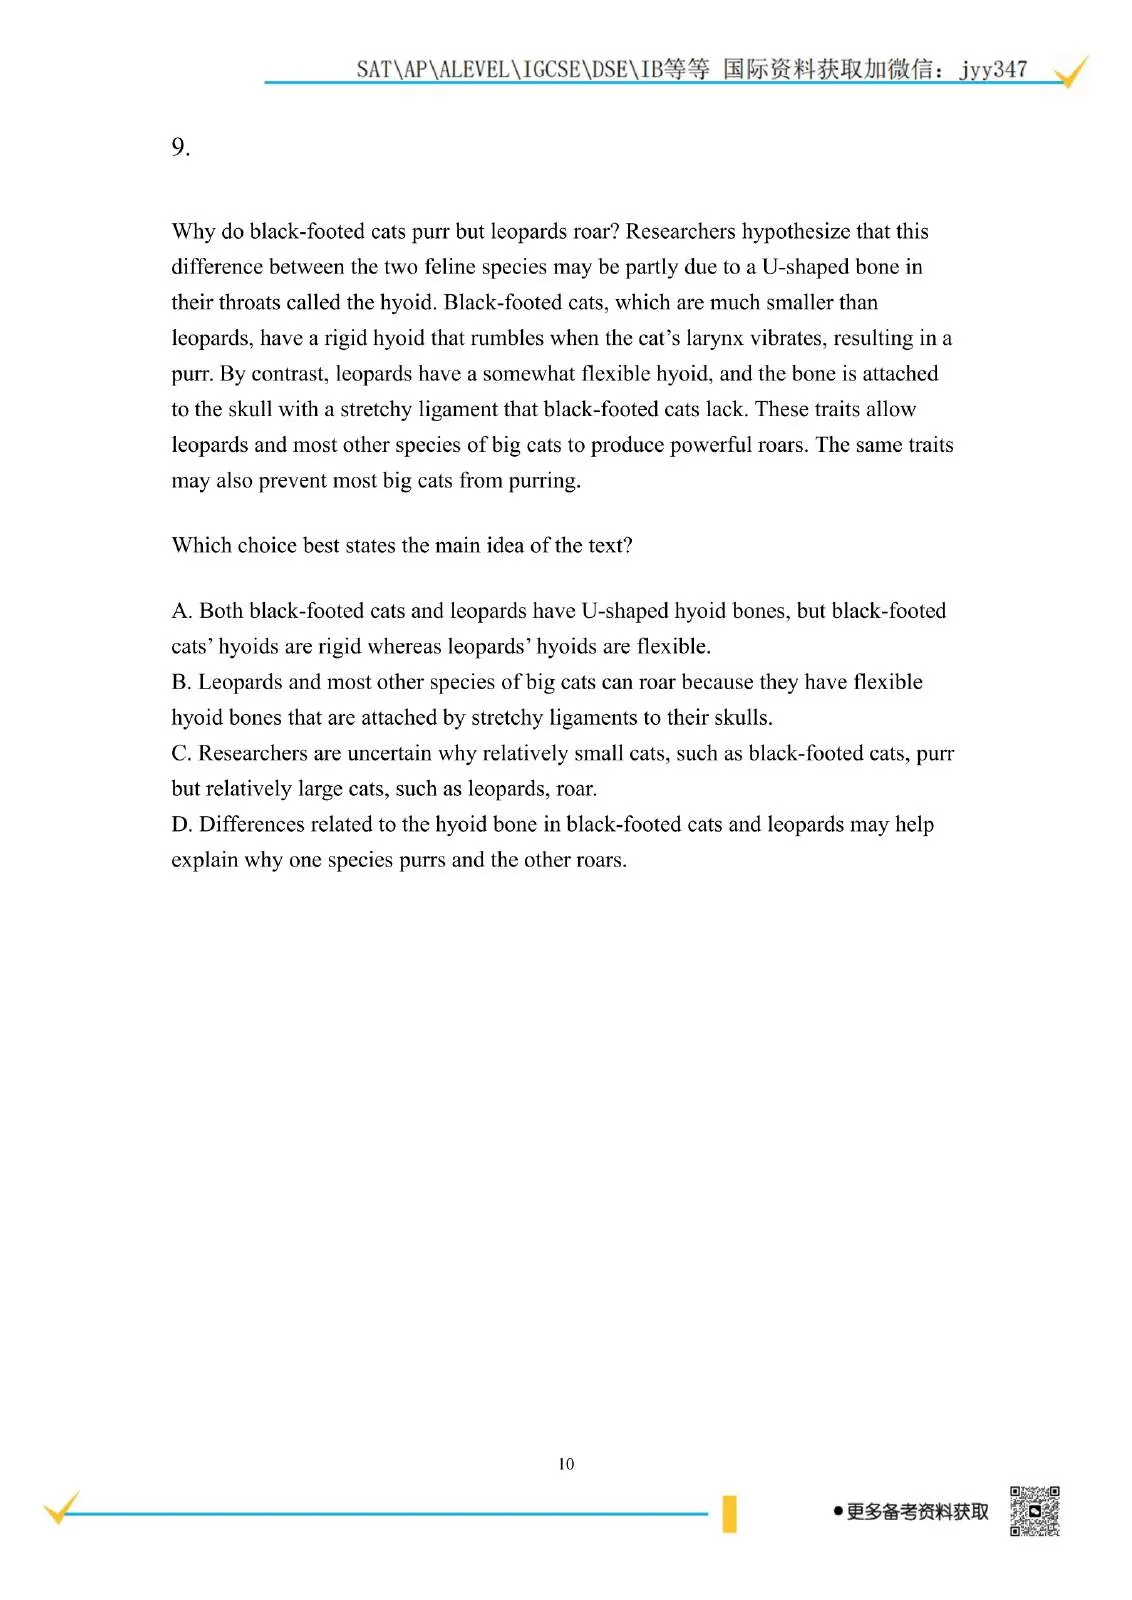 SAT\AP\ALEVEL\IGCSE\DSE\IB等等 国际资料获取加微信：jyy347
9.
Why do black-footed cats purr but leopards roar? Researchers hypothesize that this
difference between the two feline species may be partly due to a U-shaped bone in
their throats called the hyoid. Black-footed cats, which are much smaller than
leopards, have a rigid hyoid that rumbles when the cat’s larynx vibrates, resulting in a
purr. By contrast, leopards have a somewhat flexible hyoid, and the bone is attached
to the skull with a stretchy ligament that black-footed cats lack. These traits allow
leopards and most other species of big cats to produce powerful roars. The same traits
may also prevent most big cats from purring.
Which choice best states the main idea of the text?
A. Both black-footed cats and leopards have U-shaped hyoid bones, but black-footed
cats’ hyoids are rigid whereas leopards’ hyoids are flexible.
B. Leopards and most other species of big cats can roar because they have flexible
hyoid bones that are attached by stretchy ligaments to their skulls.
C. Researchers are uncertain why relatively small cats, such as black-footed cats, purr
but relatively large cats, such as leopards, roar.
D. Differences related to the hyoid bone in black-footed cats and leopards may help
explain why one species purrs and the other roars.
10
●更多备考资料获取